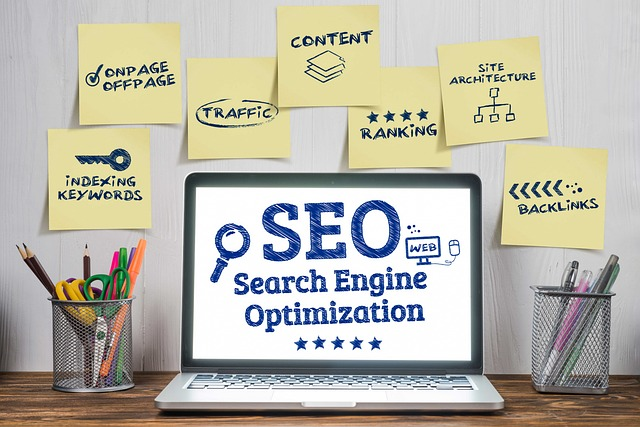 ONPAGE
OFFPAGE
TRAFFIC
CONTENT
RANKING
SITE
ARCHITECTURE
INDEXING
KEYWORDS
BACKLINKS
SEO
WEB
Search Engine
Optimization